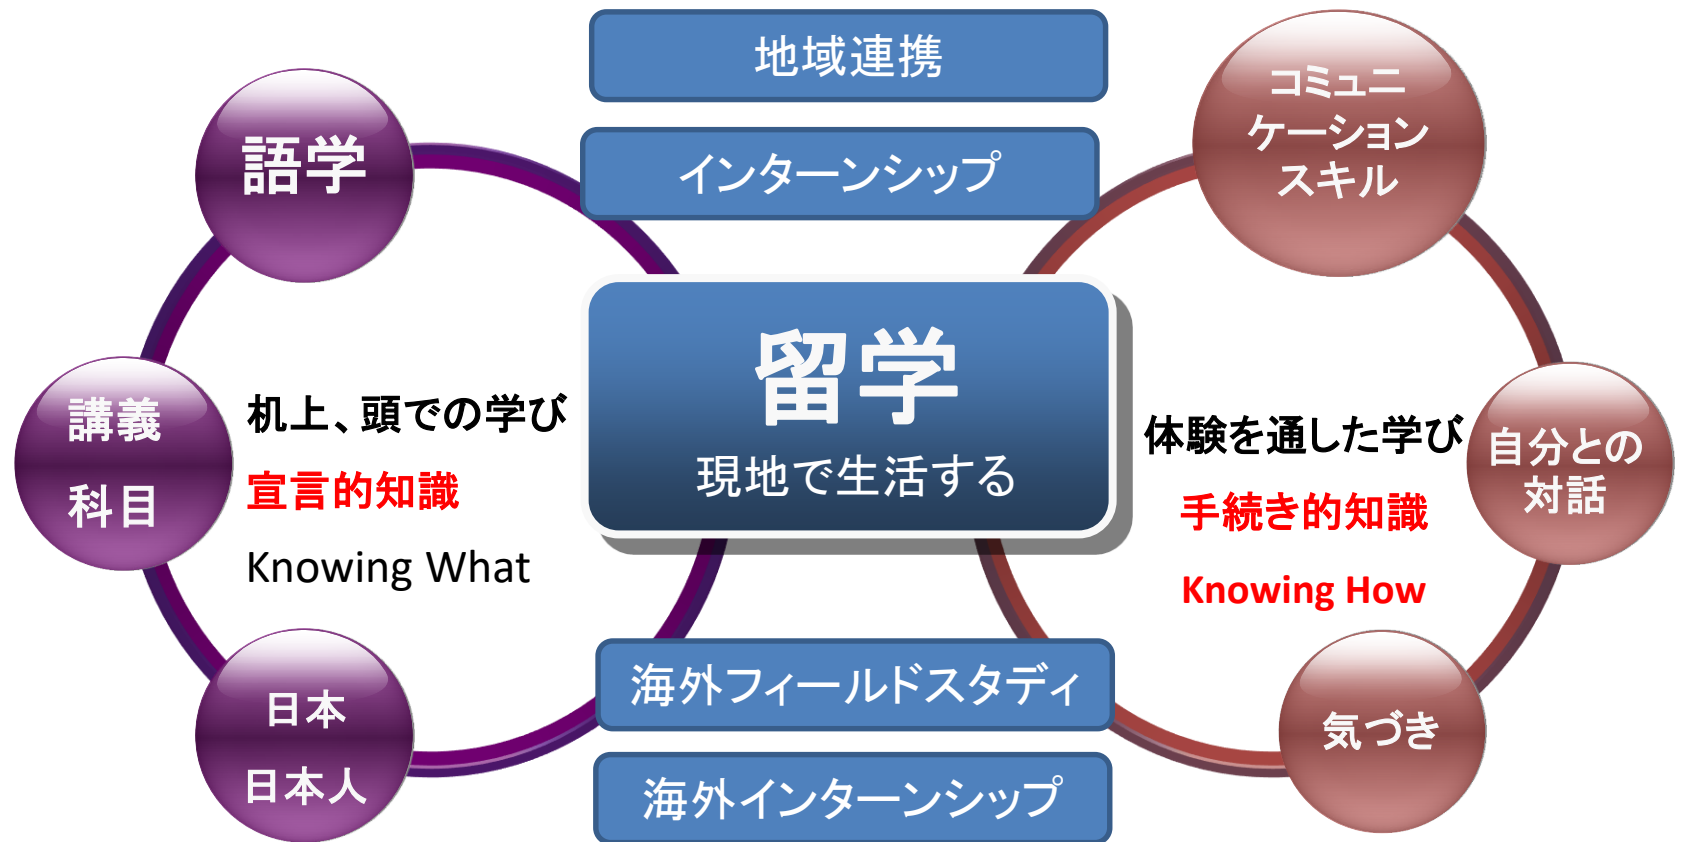 地域連携
インターンシップ
語学
講義
科目
日本
日本人
机上、頭での学び
宣言的知識
Knowing What
留学
現地で生活する
コミュニ
ケーション
スキル
自分との
対話
気づき
体験を通した学び
手続き的知識
Knowing How
海外フィールドスタディ
海外インターンシップ